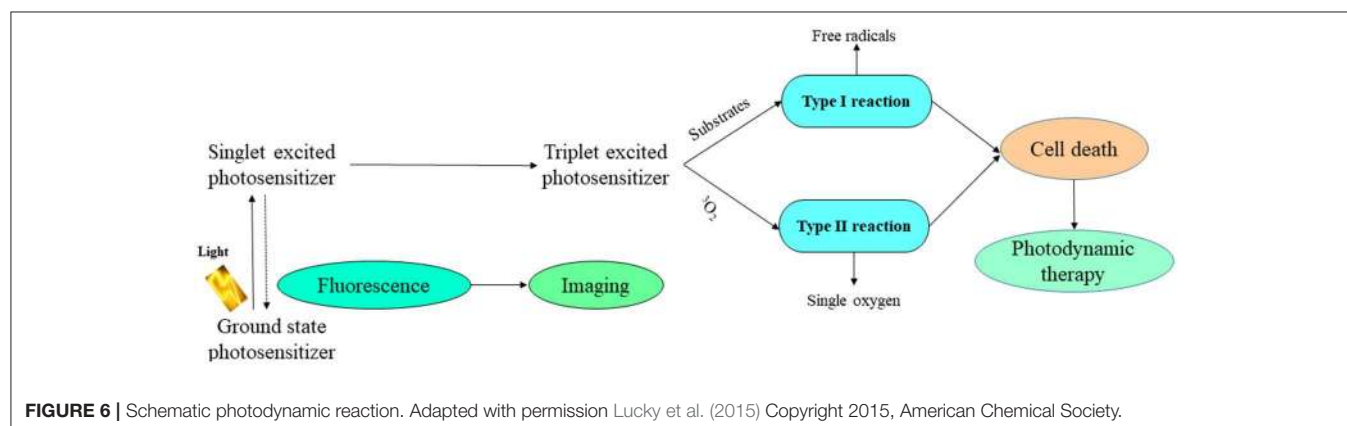 Free radicals
Type I reaction
Substrates
Singlet excited
photosensitizer
Triplet excited
photosensitizer
Cell death
³O₂
Type II reaction
Light
Photodynamic
therapy
Fluorescence
Imaging
Single oxygen
Ground state
photosensitizer
FIGURE 6 | Schematic photodynamic reaction. Adapted with permission Lucky et al. (2015) Copyright 2015, American Chemical Society.